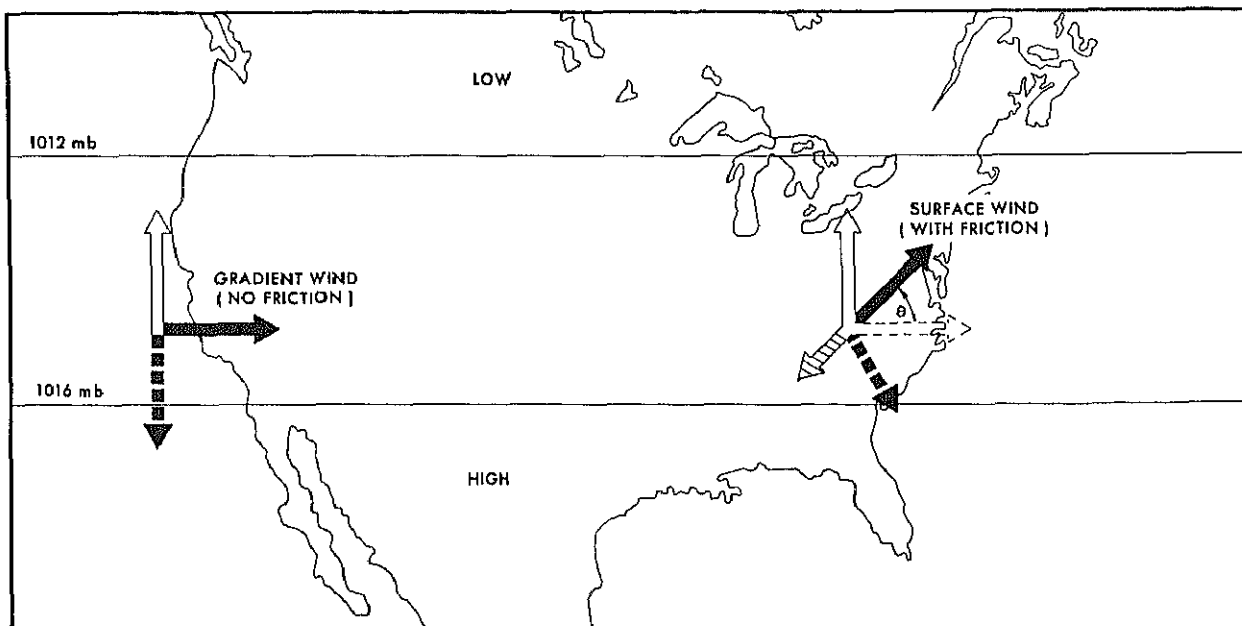 LOW
1012 mb
SURFACE WIND
( WITH FRICTION )
GRADIENT WIND
( NO FRICTION ]
θ
1016 mb
HIGH